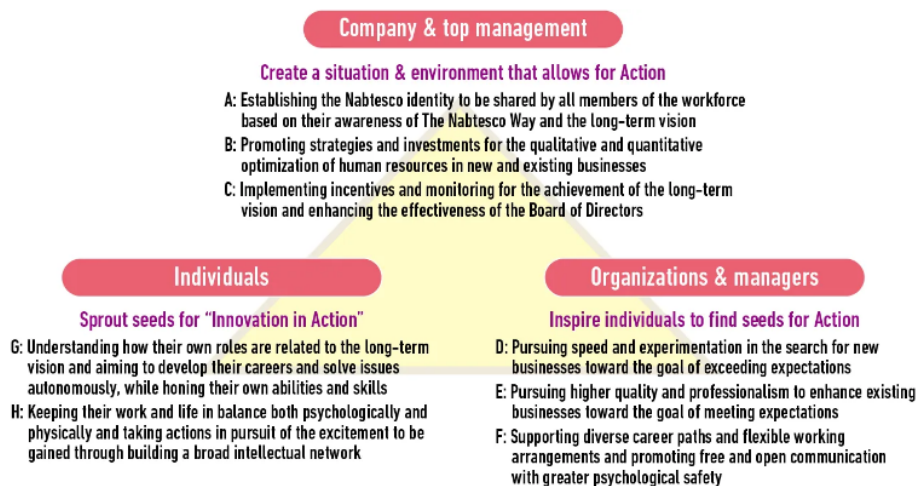 Company & top management
Create a situation & environment that allows for Action
A: Establishing the Nabtesco identity to be shared by all members of the workforce
based on their awareness of The Nabtesco Way and the long-term vision
B: Promoting strategies and investments for the qualitative and quantitative
optimization of human resources in new and existing businesses
C: Implementing incentives and monitoring for the achievement of the long-term
vision and enhancing the effectiveness of the Board of Directors
Individuals
Sprout seeds for “Innovation in Action”
G: Understanding how their own roles are related to the long-term
vision and aiming to develop their careers and solve issues
autonomously, while honing their own abilities and skills
H: Keeping their work and life in balance both psychologically and
physically and taking actions in pursuit of the excitement to be
gained through building a broad intellectual network
Organizations & managers
Inspire individuals to find seeds for Action
D: Pursuing speed and experimentation in the search for new
businesses toward the goal of exceeding expectations
E: Pursuing higher quality and professionalism to enhance existing
businesses toward the goal of meeting expectations
F: Supporting diverse career paths and flexible working
arrangements and promoting free and open communication
with greater psychological safety